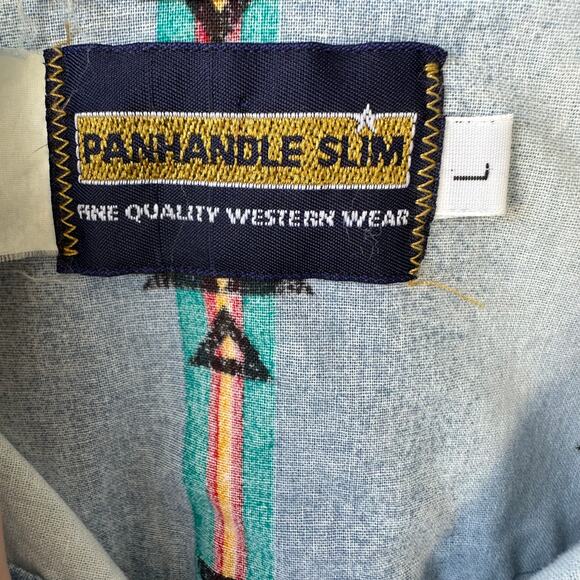 PANHANDLE SLIM
FINE QUALITY WESTERN WEAR
L